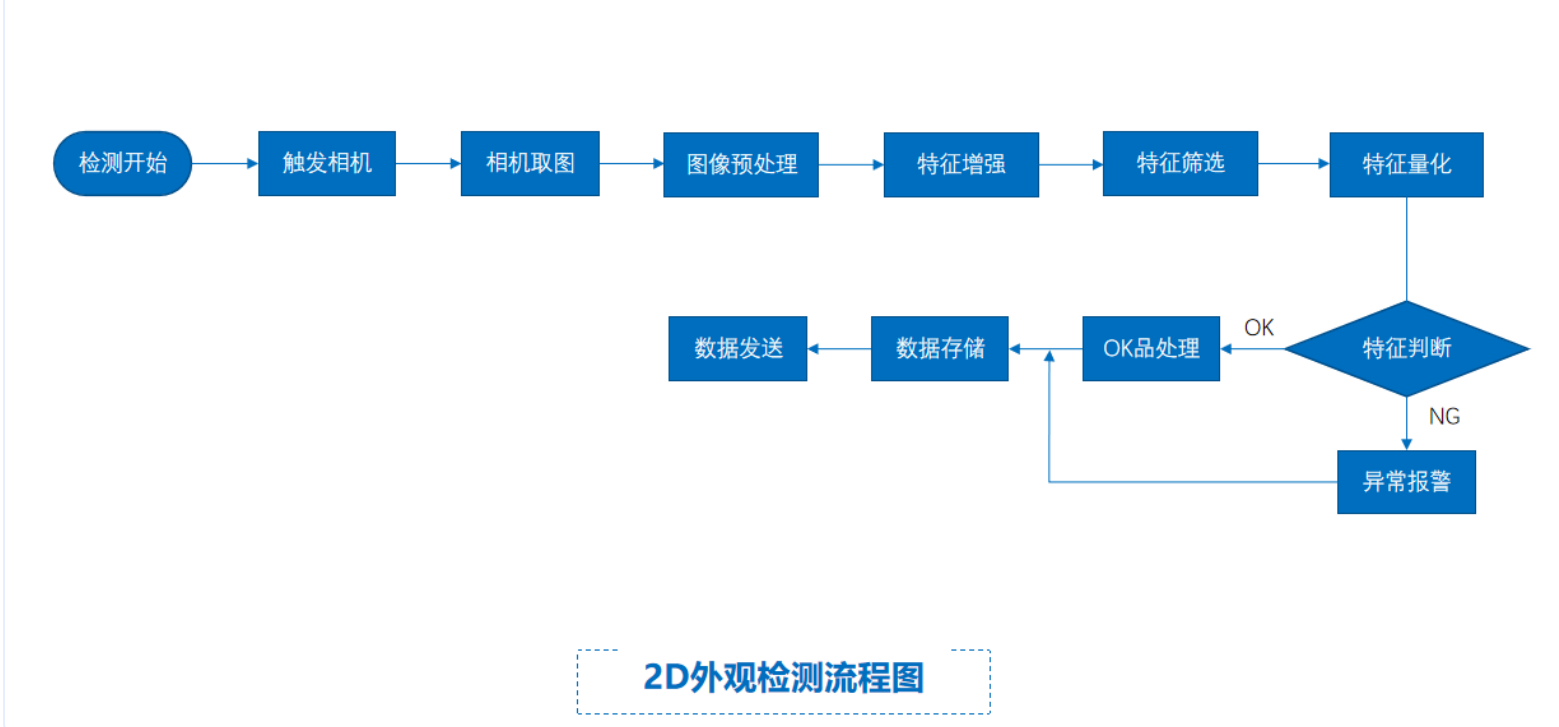 检测开始
触发相机
相机取图
图像预处理
特征增强
特征筛选
特征量化
特征判断
OK
OK品处理
数据存储
数据发送
NG
异常报警
2D外观检测流程图